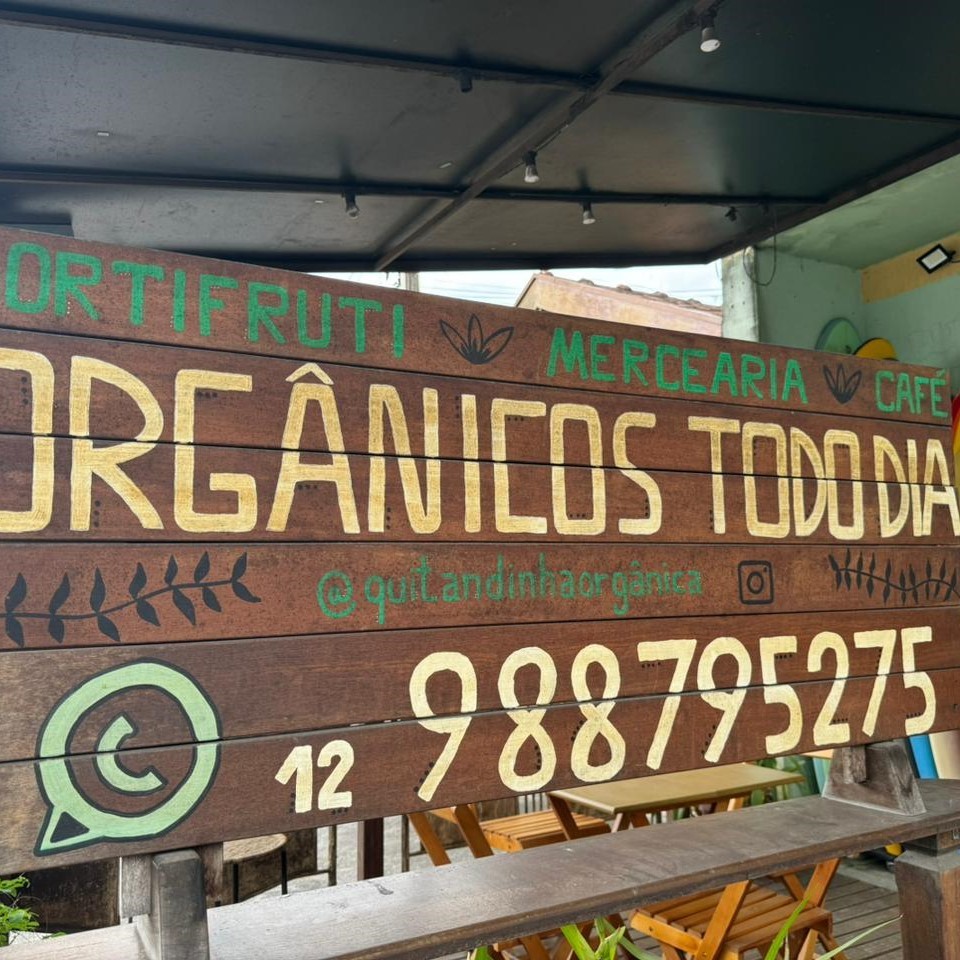 ORTIFRUTI MERCEARIA CAFÉ
ORGÂNICOS TODO DIA
@quitandinhaorgânica
12 988795275